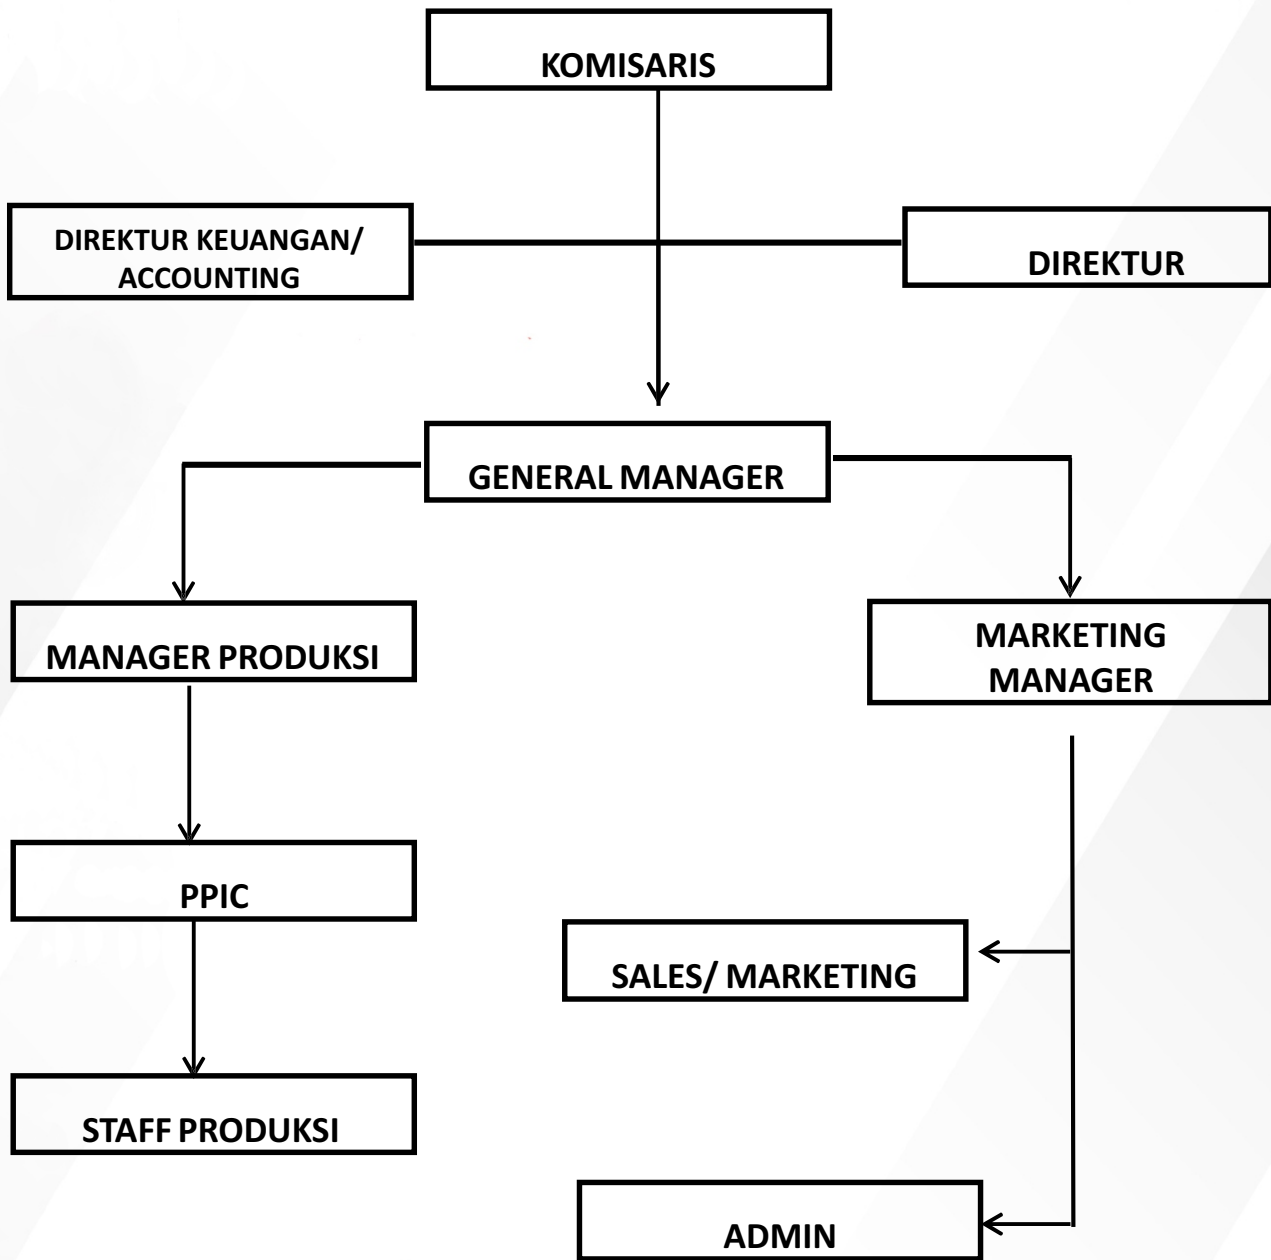 KOMISARIS
DIREKTUR KEUANGAN/
ACCOUNTING
DIREKTUR
GENERAL MANAGER
MANAGER PRODUKSI
MARKETING
MANAGER
PPIC
SALES/ MARKETING
STAFF PRODUKSI
ADMIN